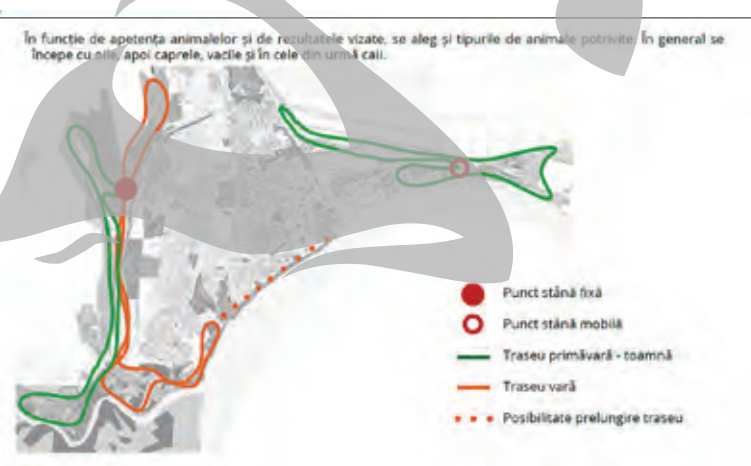 În funcție de apetența animalelor și de rezultatele vizate, se aleg și tipurile de animale potrivite. În general se
începe cu oile, apoi caprele, vacile și în cele din urmă caii.
Punct stână fixă
Punct stână mobilă
Traseu primăvară - toamnă
Traseu vară
Posibilitate prelungire traseu